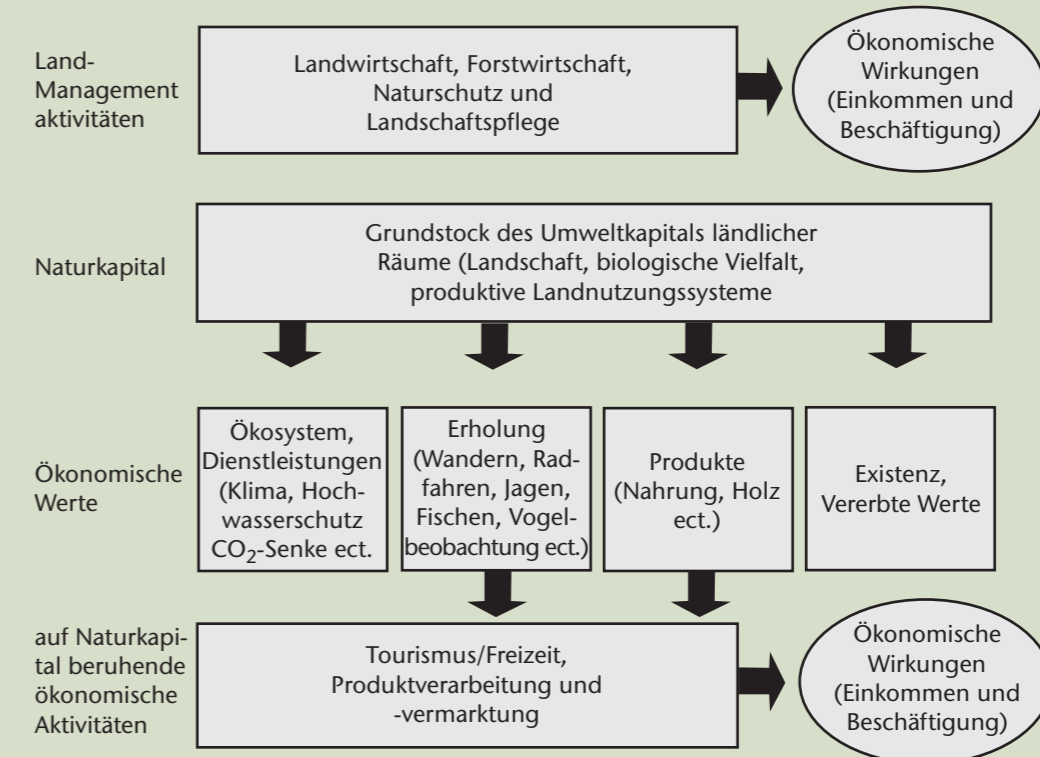 Land-
Management
aktivitäten
Landwirtschaft, Forstwirtschaft,
Naturschutz und
Landschaftspflege
Ökonomische
Wirkungen
(Einkommen und
Beschäftigung)
Naturkapital
Grundstock des Umweltkapitals ländlicher
Räume (Landschaft, biologische Vielfalt,
produktive Landnutzungssysteme
Ökonomische
Werte
Ökosystem,
Dienstleistungen
(Klima, Hoch-
wasserschutz
CO₂-Senke ect.
Erholung
(Wandern, Rad-
fahren, Jagen,
Fischen, Vogel-
beobachtung ect.)
Produkte
(Nahrung, Holz
ect.)
Existenz,
Vererbte Werte
auf Naturkapi-
tal beruhende
ökonomische
Aktivitäten
Tourismus/Freizeit,
Produktverarbeitung und
-vermarktung
Ökonomische
Wirkungen
(Einkommen und
Beschäftigung)